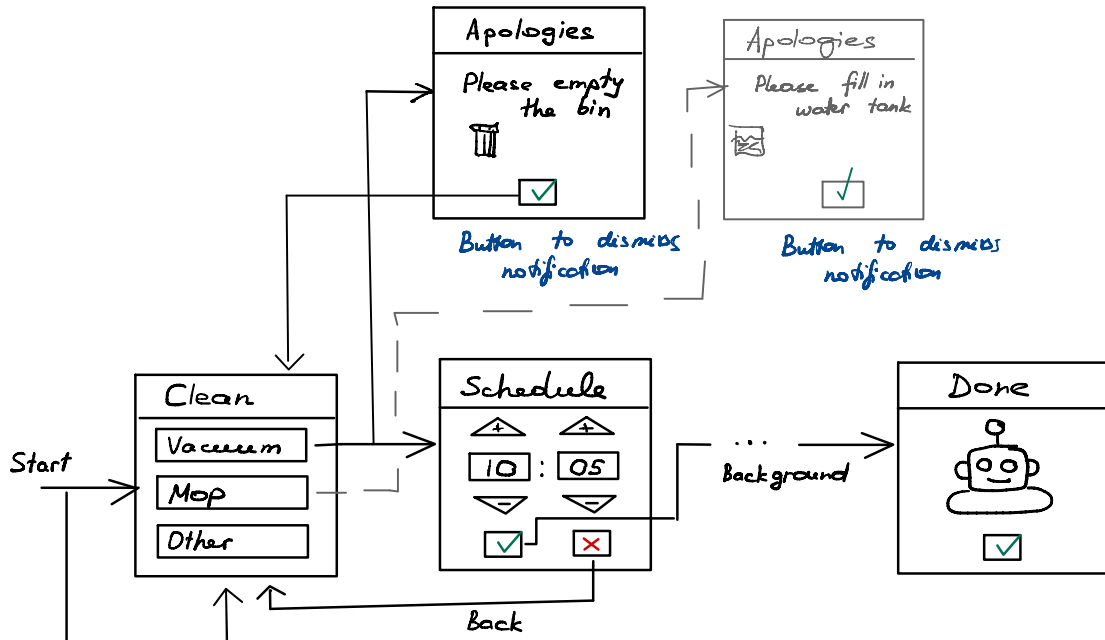 Apologies
Please empty
the bin
Button to dismiss
notification
Apologies
Please fill in
water tank
Button to dismiss
notification
Start
Clean
Vacuum
Mop
Other
Schedule
+ +
10 : 05
- -
Back
...
Background
Done